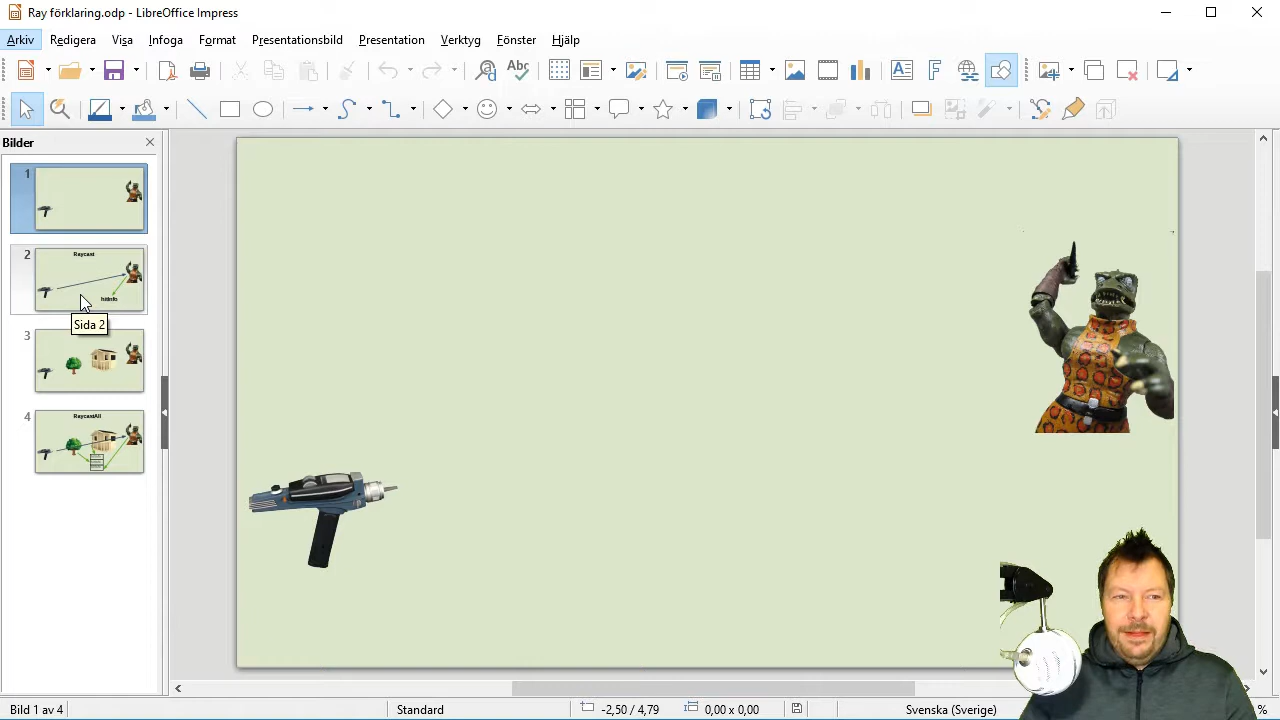 Ray förklaring.odp - LibreOffice Impress
Arkiv Redigera Visa Infoga Format Presentationsbild Presentation Verktyg Fönster Hjälp
Abc
Bilder
1
2
Raycast
hitInfo
Sida 2
3
4
RaycastAll
Bild 1 av 4
Standard
-2,50 / 4,79
0,00 x 0,00
Svenska (Sverige)
%